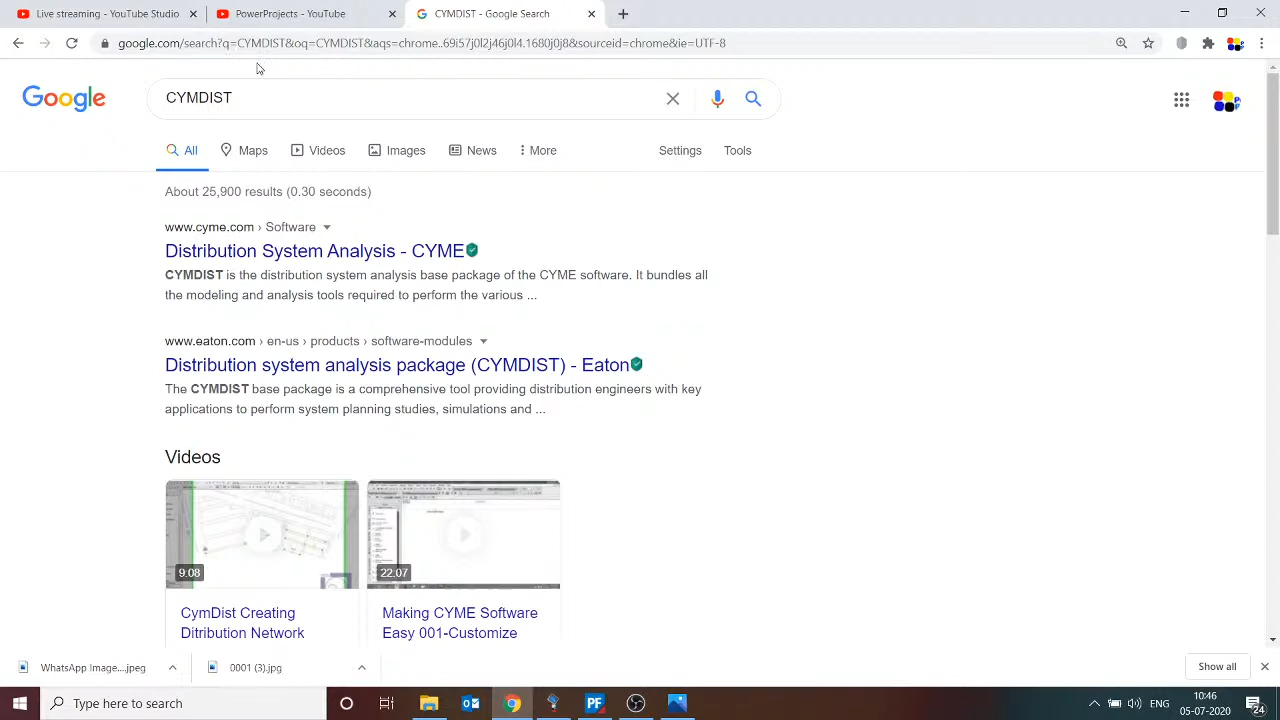 Live streaming - YouTube Studio
PowerProjects - YouTube
CYMDIST - Google Search
google.com/search?q=CYMDIST&oq=CYMDIST&aqs=chrome..69i57j0l2j46j0l4.1680j0j8&sourceid=chrome&ie=UTF-8
Google
CYMDIST
All
Maps
Videos
Images
News
More
Settings
Tools
About 25,900 results (0.30 seconds)
www.cyme.com › Software
Distribution System Analysis - CYME
CYMDIST is the distribution system analysis base package of the CYME software. It bundles all
the modeling and analysis tools required to perform the various ...
www.eaton.com › en-us › products › software-modules
Distribution system analysis package (CYMDIST) - Eaton
The CYMDIST base package is a comprehensive tool providing distribution engineers with key
applications to perform system planning studies, simulations and ...
Videos
9:08
22:07
CymDist Creating
Ditribution Network
Making CYME Software
Easy 001-Customize
WhatsApp Image....jpeg
0001 (3).jpg
Show all
Type here to search
PF
ENG
10:46
05-07-2020
24